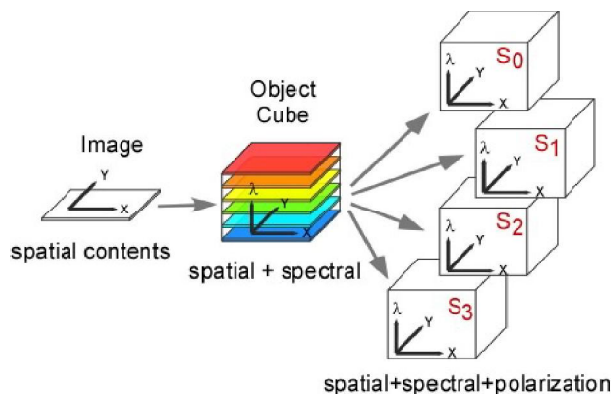 Image
Y
X
spatial contents
Object
Cube
λ
Y
X
spatial + spectral
S0
λ
Y
X
S1
λ
Y
X
S2
λ
Y
X
S3
λ
Y
X
spatial+spectral+polarization